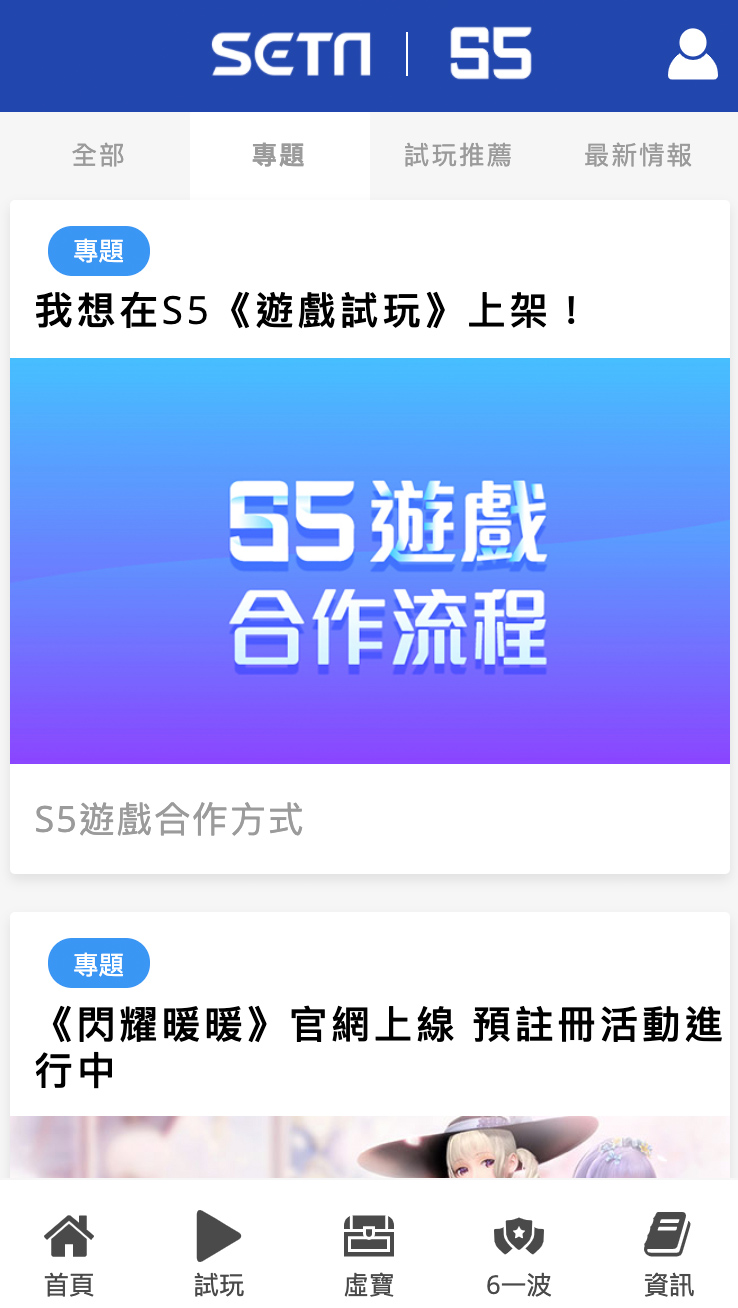 SETN | S5
全部 專題 試玩推薦 最新情報
專題
我想在S5《遊戲試玩》上架！
S5遊戲
合作流程
S5遊戲合作方式
專題
《閃耀暖暖》官網上線 預註冊活動進
行中
首頁 試玩 虛寶 6一波 資訊